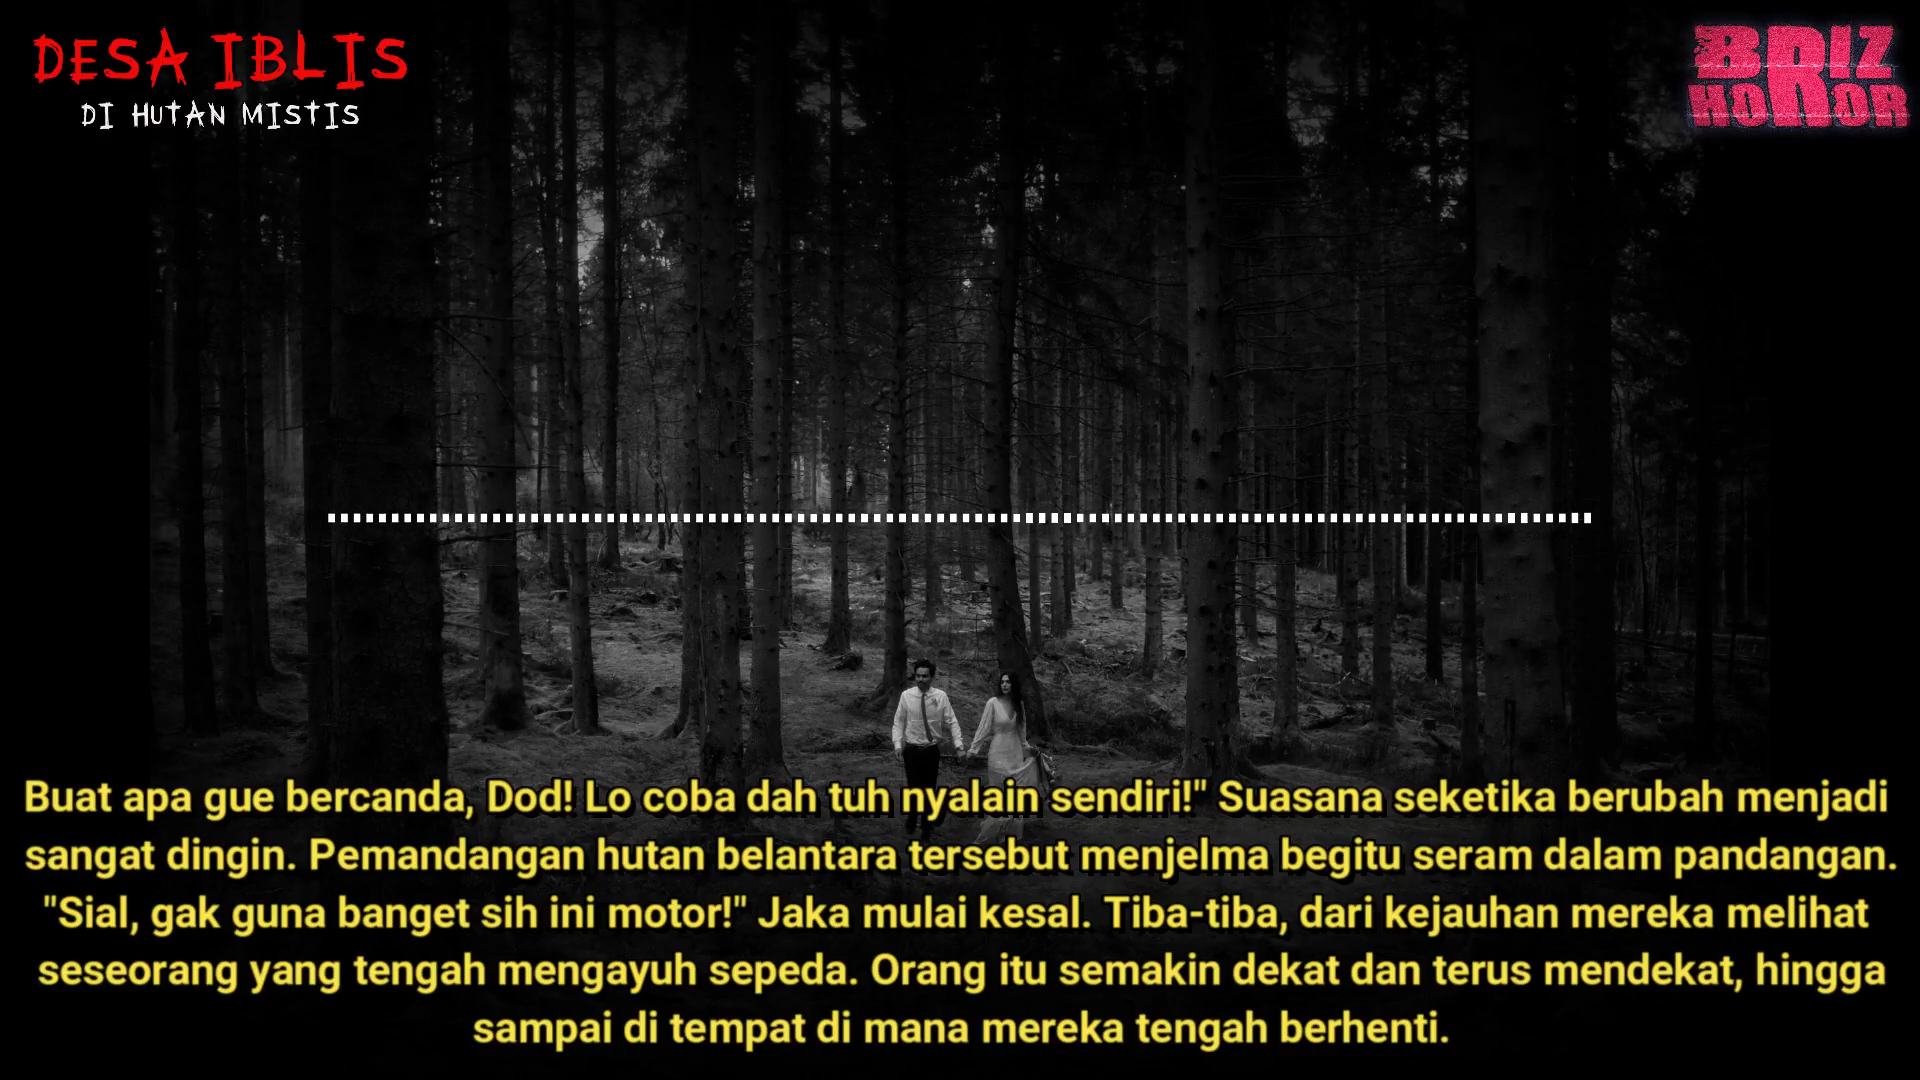 DESA IBLIS
DI HUTAN MISTIS
BRIZ
HOROR
Buat apa gue bercanda, Dod! Lo coba dah tuh nyalain sendiri!" Suasana seketika berubah menjadi
sangat dingin. Pemandangan hutan belantara tersebut menjelma begitu seram dalam pandangan.
"Sial, gak guna banget sih ini motor!" Jaka mulai kesal. Tiba-tiba, dari kejauhan mereka melihat
seseorang yang tengah mengayuh sepeda. Orang itu semakin dekat dan terus mendekat, hingga
sampai di tempat di mana mereka tengah berhenti.